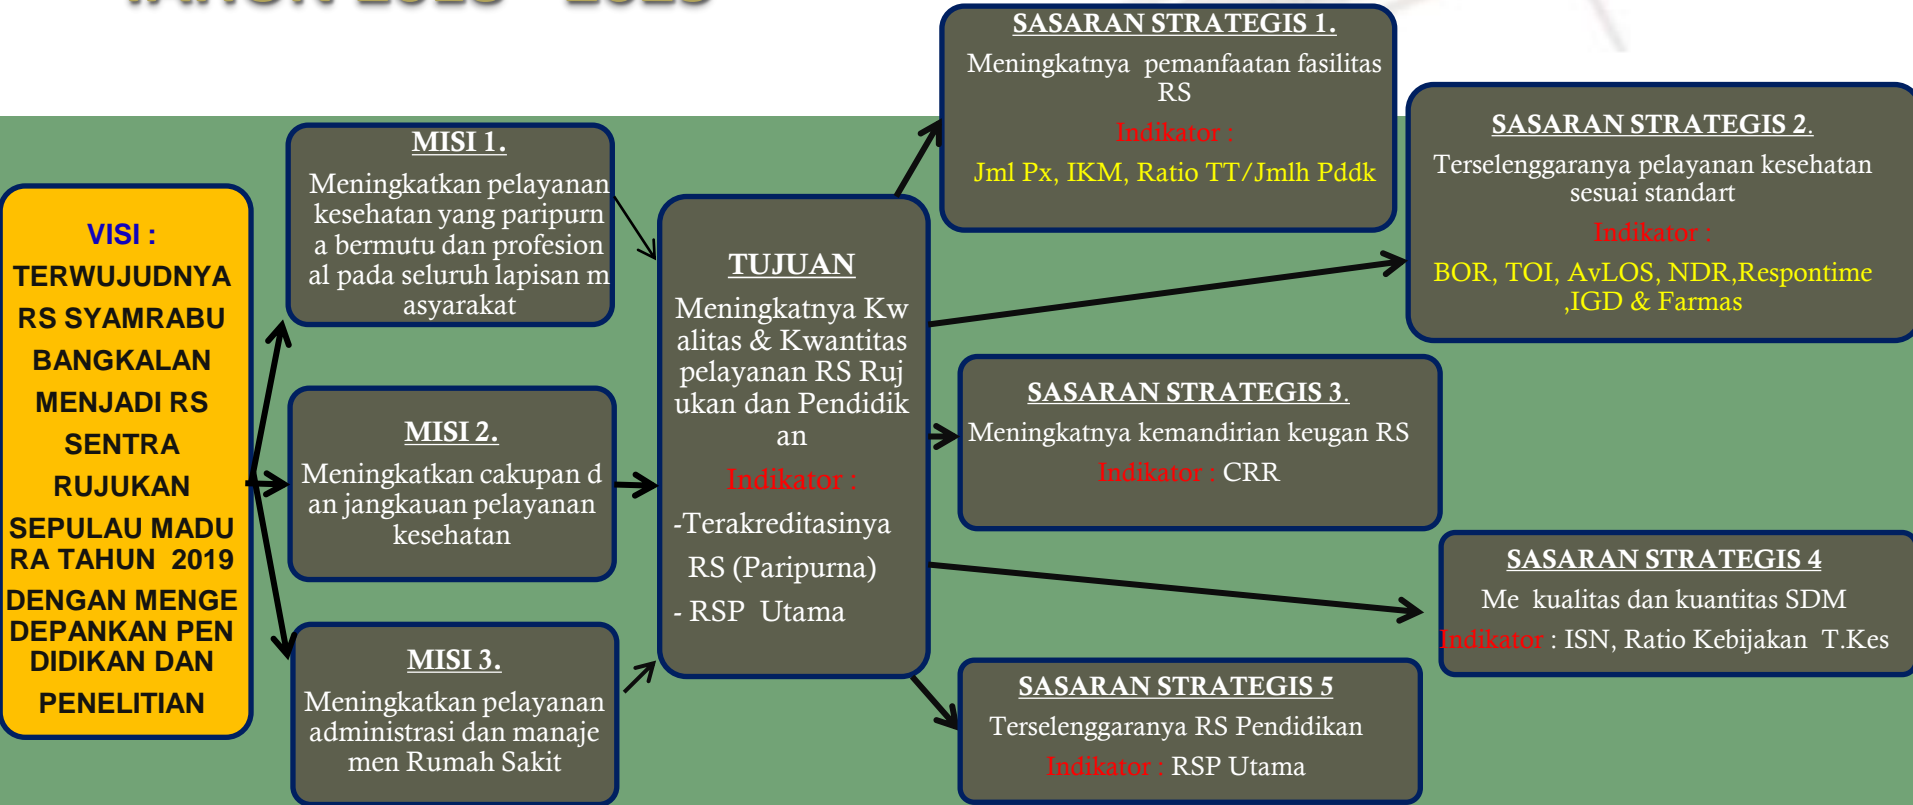 VISI :
TERWUJUDNYA
RS SYAMRABU
BANGKALAN
MENJADI RS
SENTRA
RUJUKAN
SEPULAU MADU
RA TAHUN 2019
DENGAN MENGE
DEPANKAN PEN
DIDIKAN DAN
PENELITIAN
MISI 1.
Meningkatkan pelayanan
kesehatan yang paripurn
a bermutu dan profesion
al pada seluruh lapisan m
asyarakat
MISI 2.
Meningkatkan cakupan d
an jangkauan pelayanan
kesehatan
MISI 3.
Meningkatkan pelayanan
administrasi dan manaje
men Rumah Sakit
TUJUAN
Meningkatnya Kw
alitas & Kwantitas
pelayanan RS Ruj
ukan dan Pendidik
an
Indikator :
-Terakreditasinya
RS (Paripurna)
- RSP Utama
SASARAN STRATEGIS 1.
Meningkatnya pemanfaatan fasilitas
RS
Indikator :
Jml Px, IKM, Ratio TT/Jmlh Pddk
SASARAN STRATEGIS 2.
Terselenggaranya pelayanan kesehatan
sesuai standart
Indikator :
BOR, TOI, AvLOS, NDR,Respontime
,IGD & Farmas
SASARAN STRATEGIS 3.
Meningkatnya kemandirian keugan RS
Indikator : CRR
SASARAN STRATEGIS 4
Me kualitas dan kuantitas SDM
Indikator : ISN, Ratio Kebijakan T.Kes
SASARAN STRATEGIS 5
Terselenggaranya RS Pendidikan
Indikator : RSP Utama